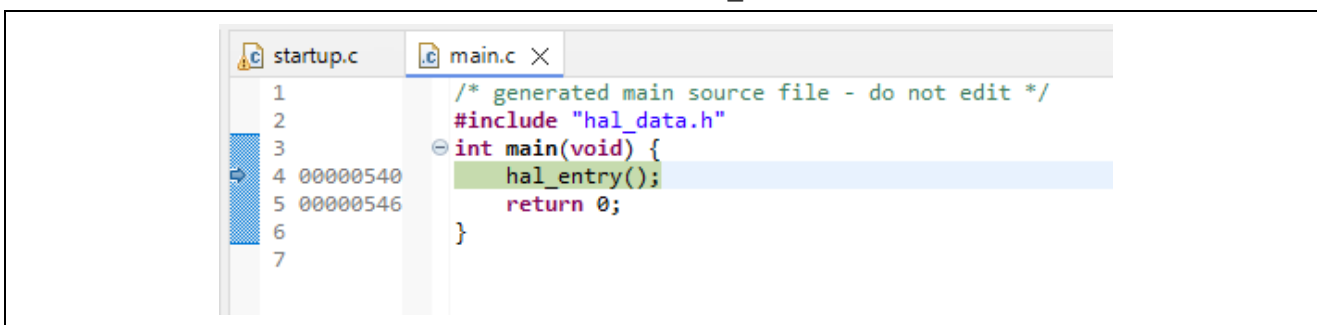 startup.c main.c
1 /* generated main source file - do not edit */
2 #include "hal_data.h"
3 int main(void) {
4 00000540 hal_entry();
5 00000546 return 0;
6 }
7